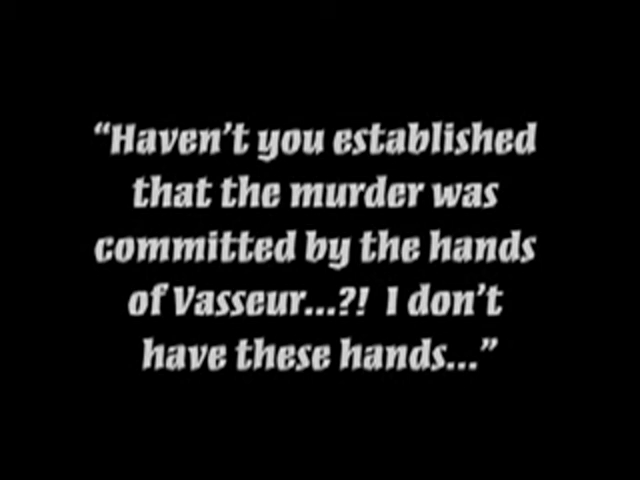 “Haven’t you established
that the murder was
committed by the hands
of Vasseur...?!  I don’t
have these hands...”